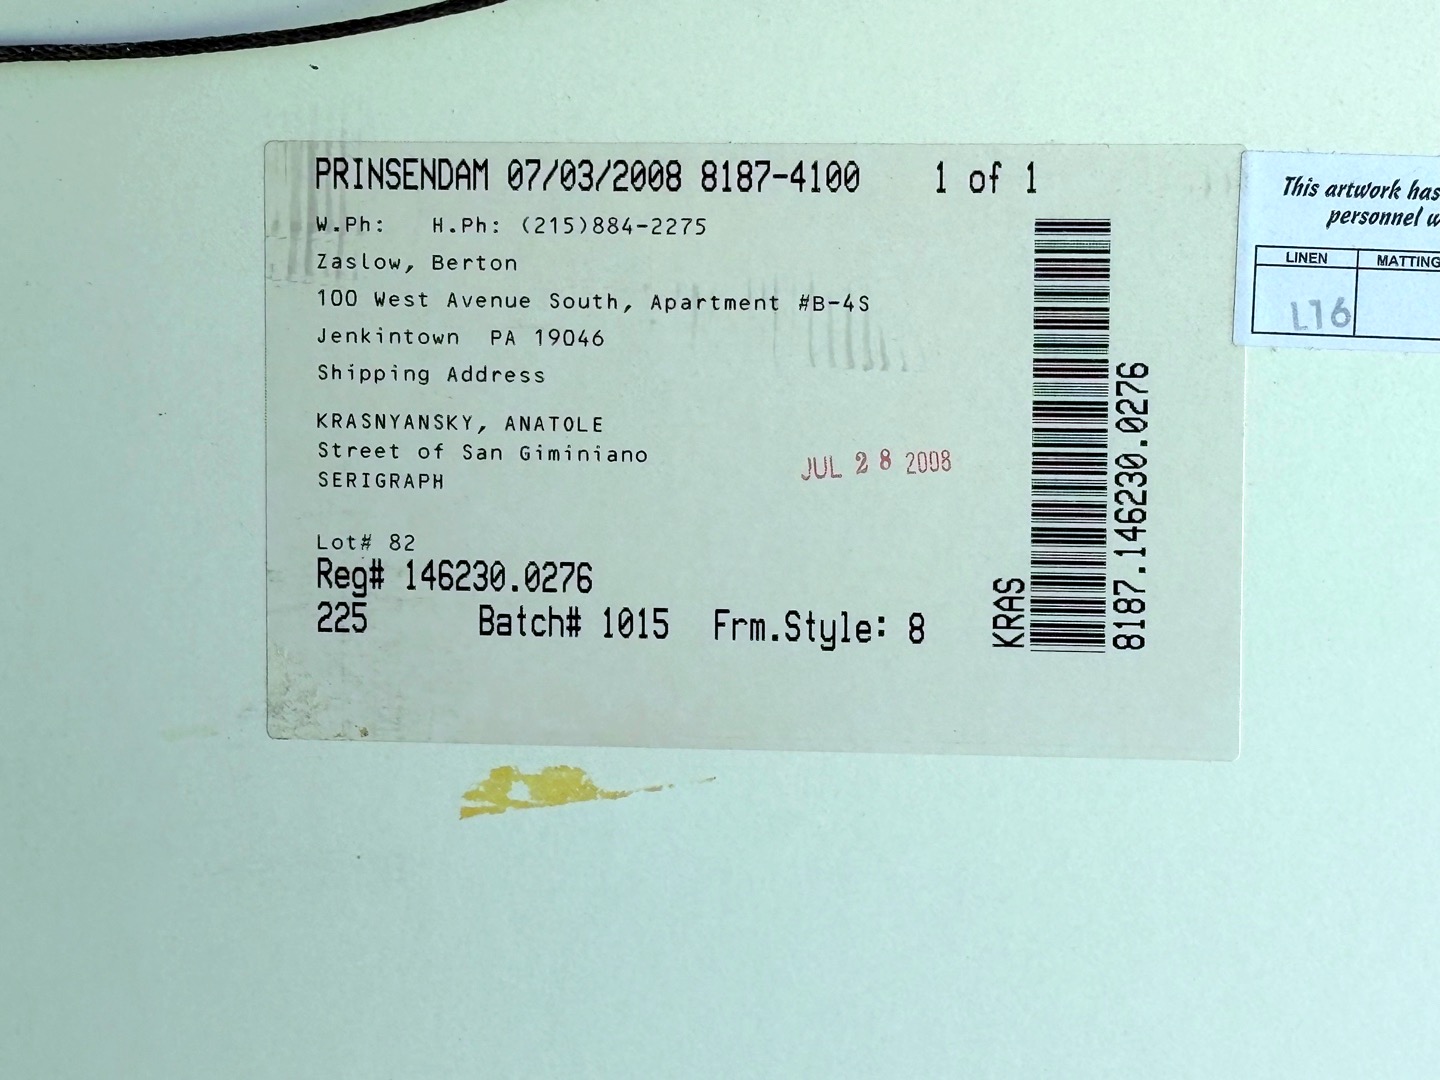 PRINSENDAM 07/03/2008 8187-4100 1 of 1
W.Ph: H.Ph: (215)884-2275
Zaslow, Berton
100 West Avenue South, Apartment #B-4S
Jenkintown PA 19046
Shipping Address
KRASNYANSKY, ANATOLE
Street of San Giminiano
SERIGRAPH
JUL 28 2008
Lot# 82
Reg# 146230.0276
225 Batch# 1015 Frm.Style: 8
KRAS
8187.146230.0276
This artwork has
personnel w
LINEN MATTING
L16